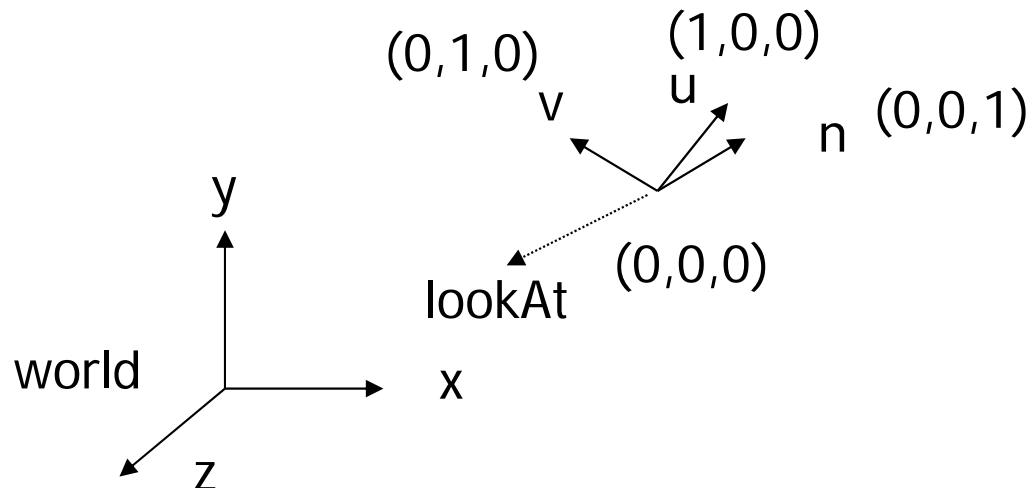 (0,1,0)
(1,0,0)
v
u
n (0,0,1)
y
(0,0,0)
lookAt
world
x
z